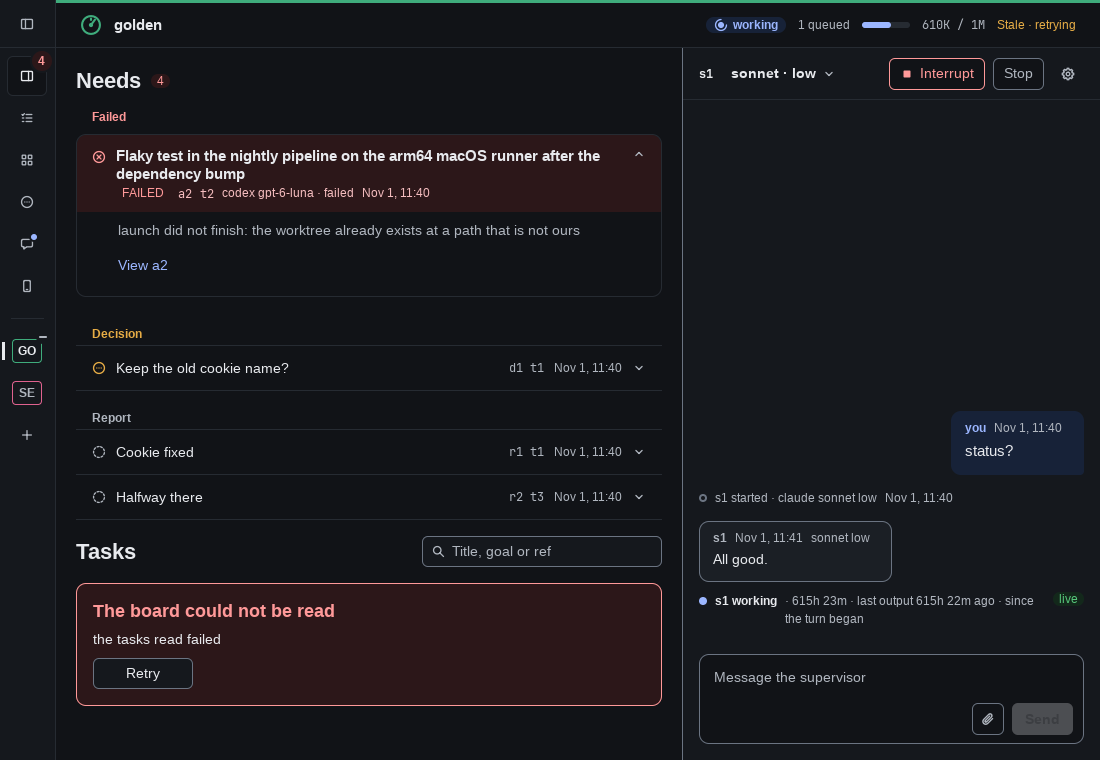 golden
working
1 queued
610K / 1M
Stale · retrying
4
GO
SE
Needs 4
Failed
Flaky test in the nightly pipeline on the arm64 macOS runner after the
dependency bump
FAILED a2 t2 codex gpt-6-luna · failed Nov 1, 11:40
launch did not finish: the worktree already exists at a path that is not ours
View a2
Decision
Keep the old cookie name? d1 t1 Nov 1, 11:40
Report
Cookie fixed r1 t1 Nov 1, 11:40
Halfway there r2 t3 Nov 1, 11:40
Tasks
Title, goal or ref
The board could not be read
the tasks read failed
Retry
s1 sonnet · low
Interrupt
Stop
you Nov 1, 11:40
status?
s1 started · claude sonnet low Nov 1, 11:40
s1 Nov 1, 11:41 sonnet low
All good.
s1 working · 615h 23m · last output 615h 22m ago · since
the turn began
live
Message the supervisor
Send